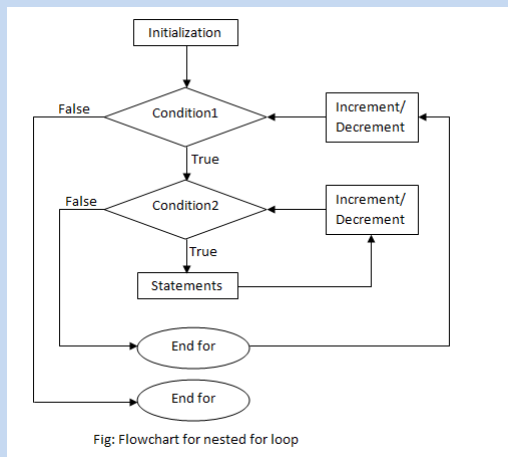 Initialization
False
Condition1
Increment/
Decrement
True
False
Condition2
Increment/
Decrement
True
Statements
End for
End for
Fig: Flowchart for nested for loop